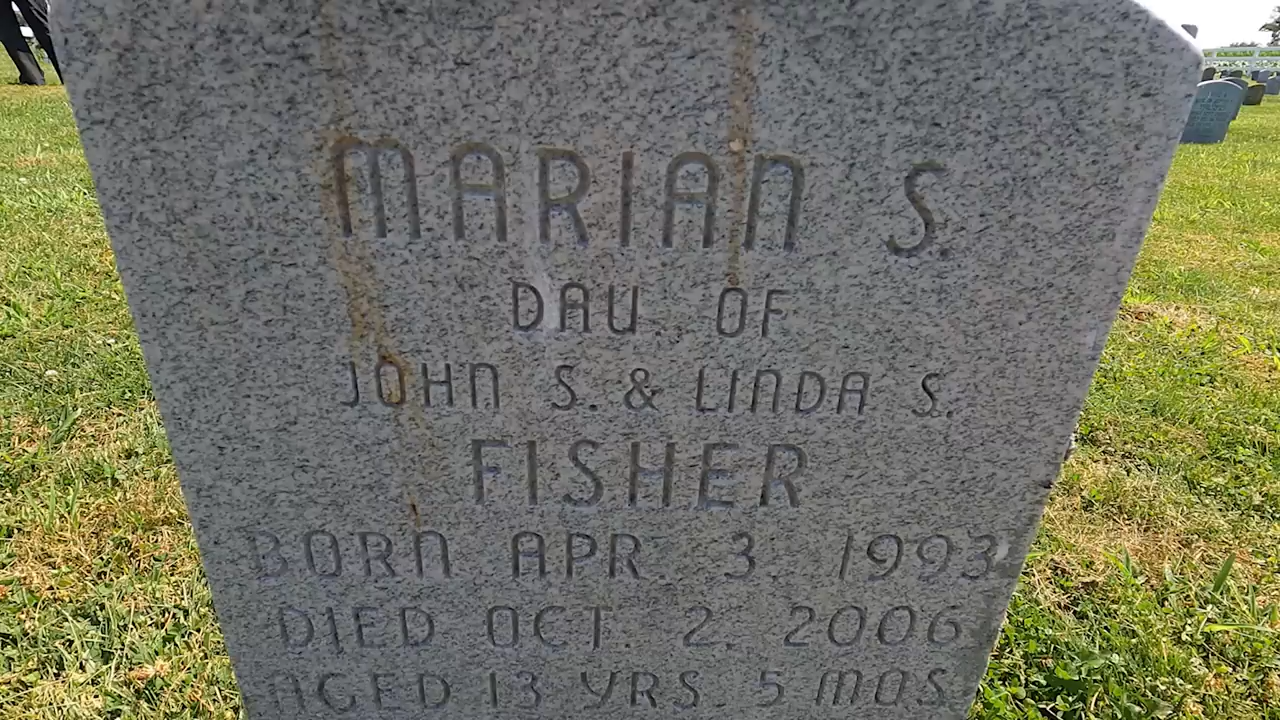 MARIAN S.
DAU. OF
JOHN S. & LINDA S.
FISHER
BORN APR. 3. 1993
DIED OCT. 2. 2006
AGED 13 YRS. 5 MOS.